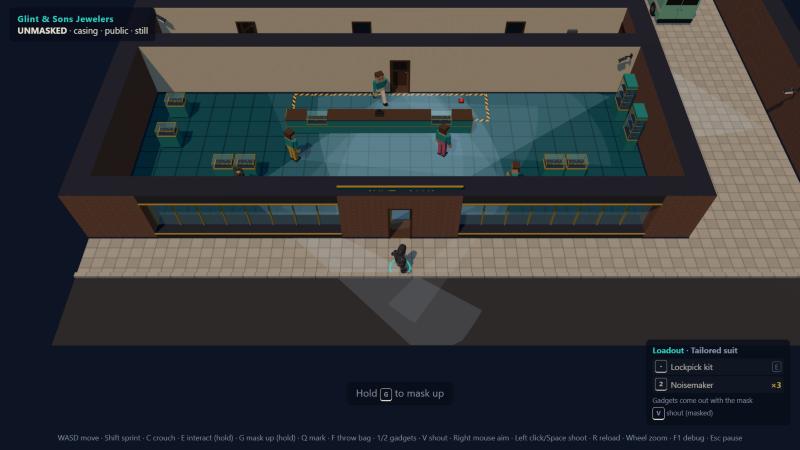 Glint & Sons Jewelers
UNMASKED · casing · public · still
Loadout · Tailored suit
- Lockpick kit E
2 Noisemaker ×3
Gadgets come out with the mask
V shout (masked)
Hold G to mask up
WASD move · Shift sprint · C crouch · E interact (hold) · G mask up (hold) · Q mark · F throw bag · 1/2 gadgets · V shout · Right mouse aim · Left click/Space shoot · R reload · Wheel zoom · F1 debug · Esc pause